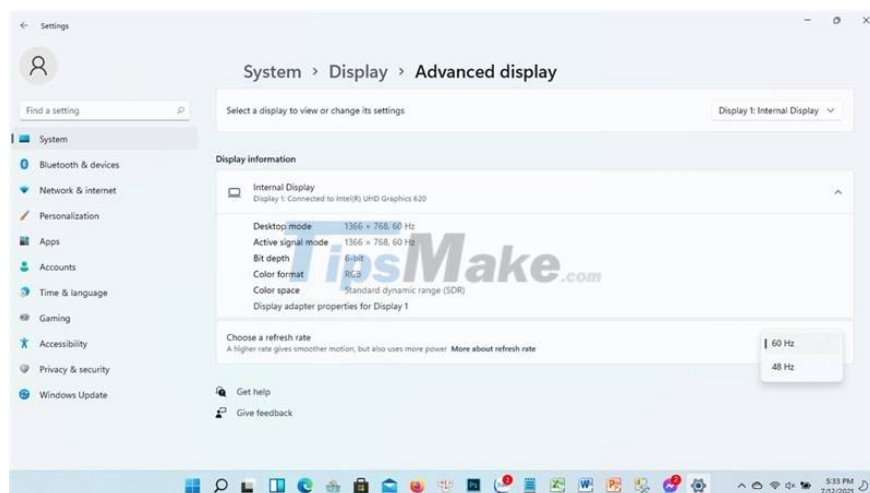 Settings
System > Display > Advanced display
Find a setting
Select a display to view or change its settings
Display 1: Internal Display
System
Bluetooth & devices
Network & internet
Personalization
Apps
Accounts
Time & language
Gaming
Accessibility
Privacy & security
Windows Update
Display information
Internal Display
Display 1: Connected to Intel(R) UHD Graphics 620
Desktop mode 1366 × 768, 60 Hz
Active signal mode 1366 × 768, 60 Hz
Bit depth 6-bit
Color format RGB
Color space Standard dynamic range (SDR)
Display adapter properties for Display 1
TipsMake.com
Choose a refresh rate
A higher rate gives smoother motion, but also uses more power More about refresh rate
60 Hz
48 Hz
Get help
Give feedback
5:33 PM
7/12/2021